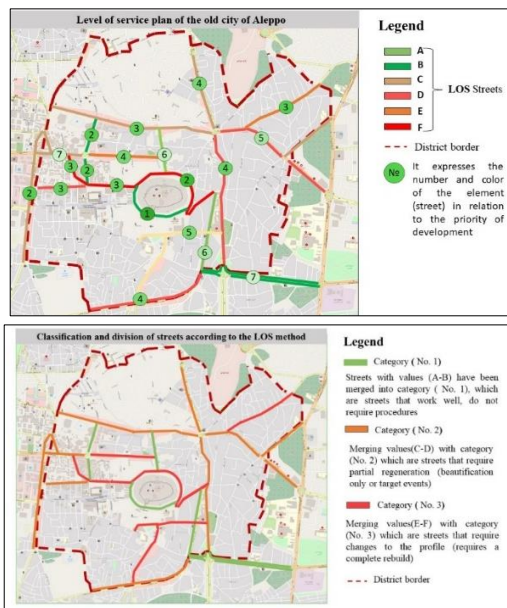 Level of service plan of the old city of Aleppo
Legend
A
B
C
D
E
F
LOS Streets
District border
№
It expresses the
number and color
of the element
(street) in relation
to the priority of
development
4
3
2
3
5
7
4
6
4
3
2
3
2
2
3
1
5
6
7
4
Classification and division of streets according to the LOS method
Legend
Category ( No. 1)
Streets with values (A-B) have been
merged into category ( No. 1), which
are streets that work well, do not
require procedures
Category ( No. 2)
Merging values(C-D) with category
(No. 2) which are streets that require
partial regeneration (beautification
only or target events)
Category ( No. 3)
Merging values(E-F) with category
(No. 3) which are streets that require
changes to the profile (requires a
complete rebuild)
District border